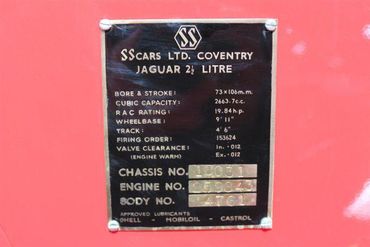 SS
SS CARS LTD. COVENTRY
JAGUAR 2½ LITRE
BORE & STROKE: 73×106 m.m.
CUBIC CAPACITY: 2663.7 c.c.
R A C RATING: 19.84 h.p.
WHEELBASE: 9' 11"
TRACK: 4' 6"
FIRING ORDER: 153624
VALVE CLEARANCE: In. ·012
(ENGINE WARM) Ex. ·012
CHASSIS NO.
ENGINE NO.
BODY NO.
APPROVED LUBRICANTS
SHELL - MOBILOIL - CASTROL